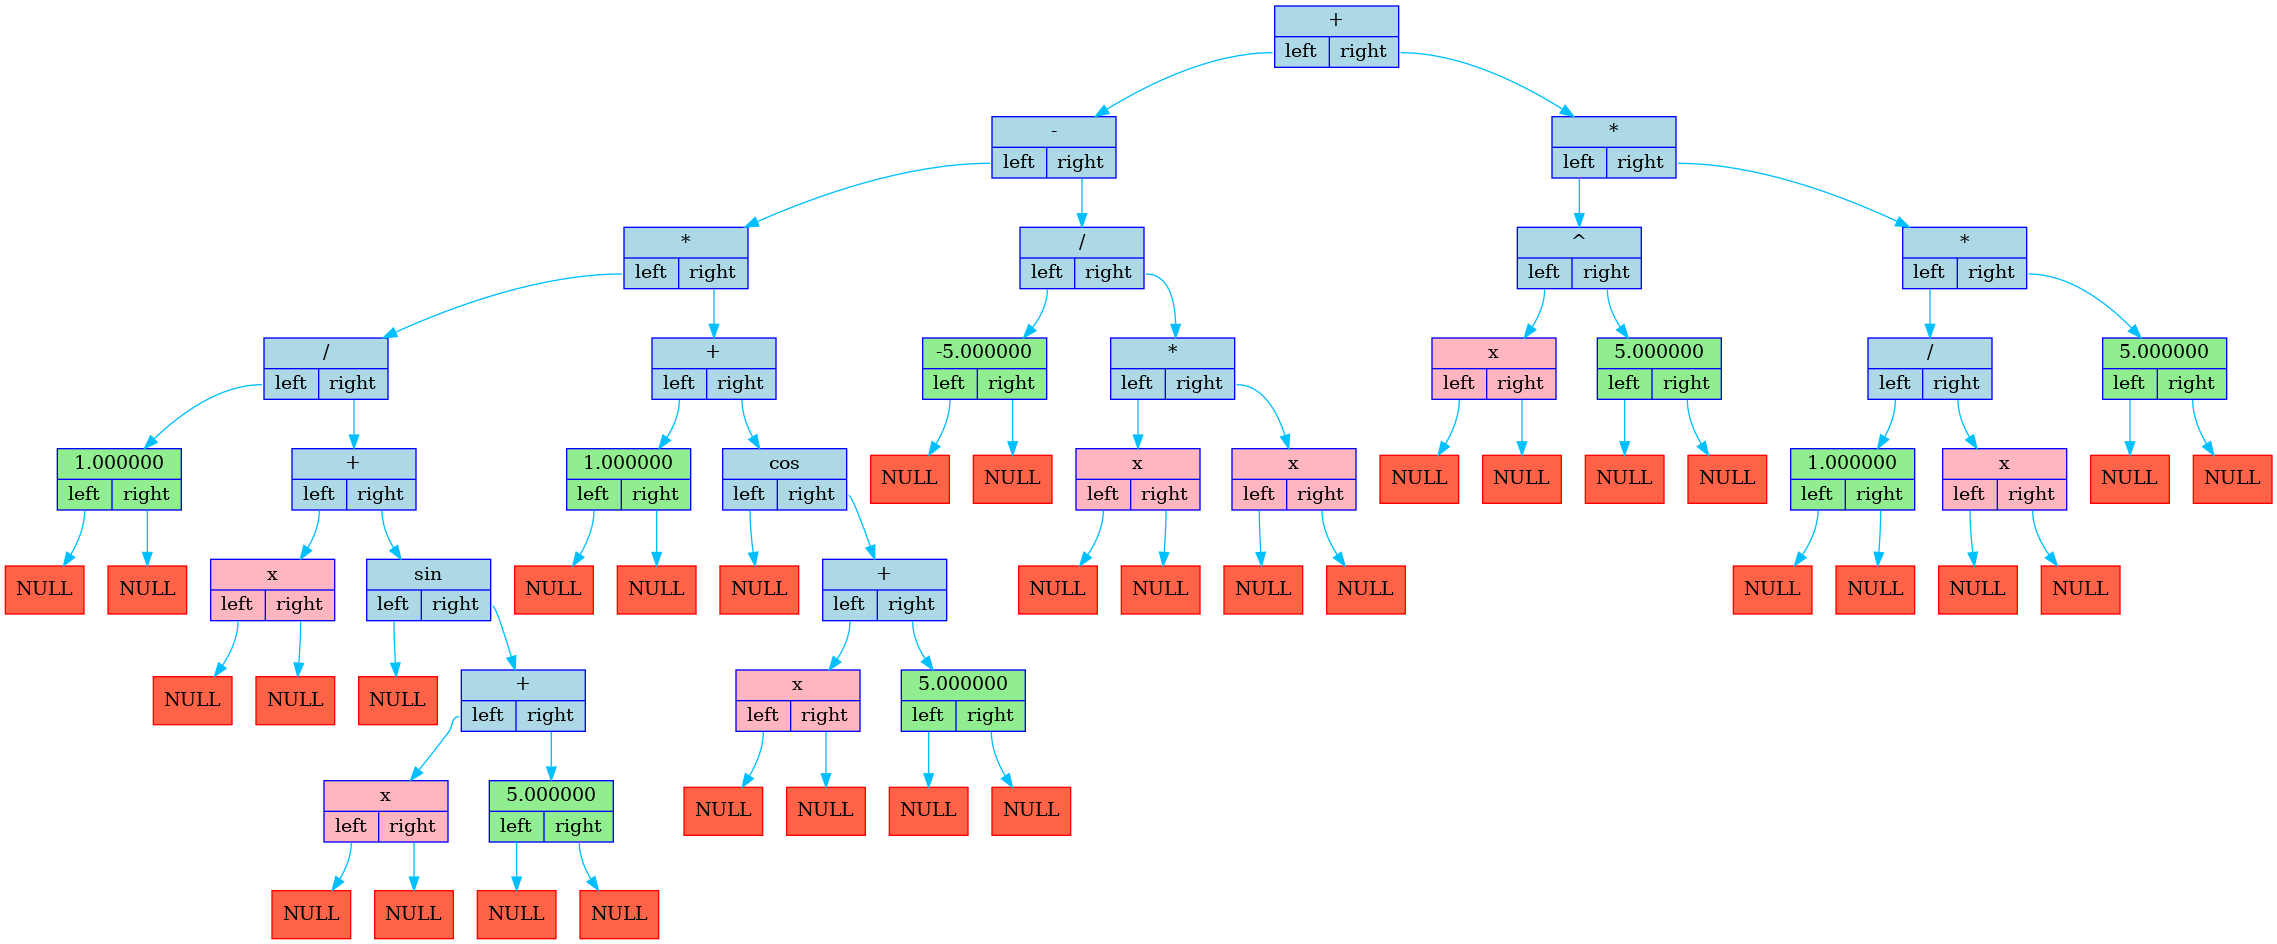 +
left right
-
left right
*
left right
*
left right
/
left right
^
left right
*
left right
/
left right
+
left right
-5.000000
left right
*
left right
x
left right
5.000000
left right
/
left right
5.000000
left right
1.000000
left right
+
left right
1.000000
left right
cos
left right
NULL NULL
x
left right
x
left right
NULL NULL NULL NULL
1.000000
left right
x
left right
NULL NULL
NULL NULL
x
left right
sin
left right
NULL NULL NULL
+
left right
NULL NULL NULL NULL
NULL NULL NULL NULL
NULL NULL NULL
+
left right
x
left right
5.000000
left right
x
left right
5.000000
left right
NULL NULL NULL NULL
NULL NULL NULL NULL